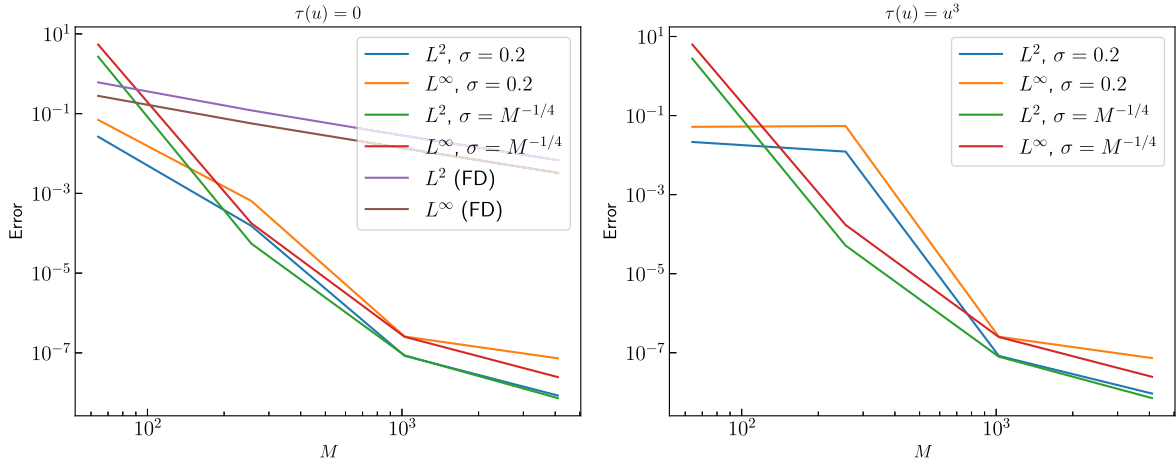 τ(u) = 0
10^1
10^{-1}
10^{-3}
10^{-5}
10^{-7}
Error
L^2, σ = 0.2
L^∞, σ = 0.2
L^2, σ = M^{-1/4}
L^∞, σ = M^{-1/4}
L^2 (FD)
L^∞ (FD)
10^2
10^3
M
τ(u) = u^3
10^1
10^{-1}
10^{-3}
10^{-5}
10^{-7}
Error
L^2, σ = 0.2
L^∞, σ = 0.2
L^2, σ = M^{-1/4}
L^∞, σ = M^{-1/4}
10^2
10^3
M